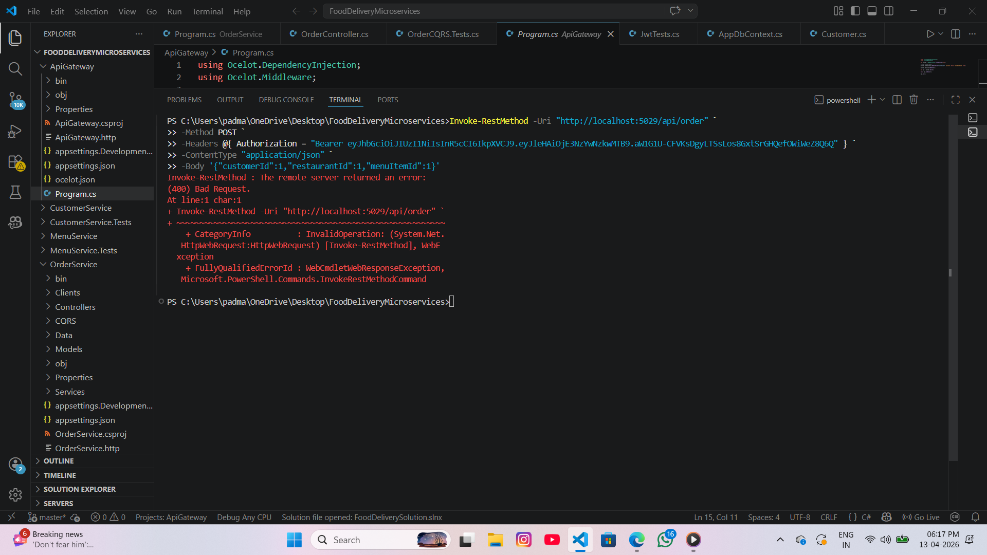 File Edit Selection View Go Run Terminal Help
FoodDeliveryMicroservices
EXPLORER
Program.cs OrderService
OrderController.cs
OrderCQRS.Tests.cs
Program.cs ApiGateway
JwtTests.cs
AppDbContext.cs
Customer.cs
FOODDELIVERYMICROSERVICES
ApiGateway
bin
obj
Properties
ApiGateway.csproj
ApiGateway.http
appsettings.Developmen...
appsettings.json
ocelot.json
Program.cs
CustomerService
CustomerService.Tests
MenuService
MenuService.Tests
OrderService
bin
Clients
Controllers
CQRS
Data
Models
obj
Properties
Services
appsettings.Developmen...
appsettings.json
OrderService.csproj
OrderService.http
OUTLINE
TIMELINE
SOLUTION EXPLORER
SERVERS
10K
2
ApiGateway > Program.cs
1 using Ocelot.DependencyInjection;
2 using Ocelot.Middleware;
PROBLEMS OUTPUT DEBUG CONSOLE TERMINAL PORTS
powershell
PS C:\Users\padma\OneDrive\Desktop\FoodDeliveryMicroservices>Invoke-RestMethod -Uri "http://localhost:5029/api/order" `
>> -Method POST `
>> -ContentType "application/json" `
>> -Body '{"customerId":1,"restaurantId":1,"menuItemId":1}'
Invoke-RestMethod : The remote server returned an error:
(400) Bad Request.
At line:1 char:1
+ Invoke-RestMethod -Uri "http://localhost:5029/api/order" `
+ ~~~~~~~~~~~~~~~~~~~~~~~~~~~~~~~~~~~~~~~~~~~~~~~~~~~~~~~~~~
+ CategoryInfo : InvalidOperation: (System.Net.
HttpWebRequest:HttpWebRequest) [Invoke-RestMethod], WebE
xception
+ FullyQualifiedErrorId : WebCmdletWebResponseException,
Microsoft.PowerShell.Commands.InvokeRestMethodCommand
PS C:\Users\padma\OneDrive\Desktop\FoodDeliveryMicroservices>
master* 0 0 Projects: ApiGateway Debug Any CPU Solution file opened: FoodDeliverySolution.slnx
Ln 15, Col 11 Spaces: 4 UTF-8 CRLF { } C# Go Live
6
Breaking news
'Don't fear him':...
Search
16
ENG
IN
06:17 PM
13-04-2026